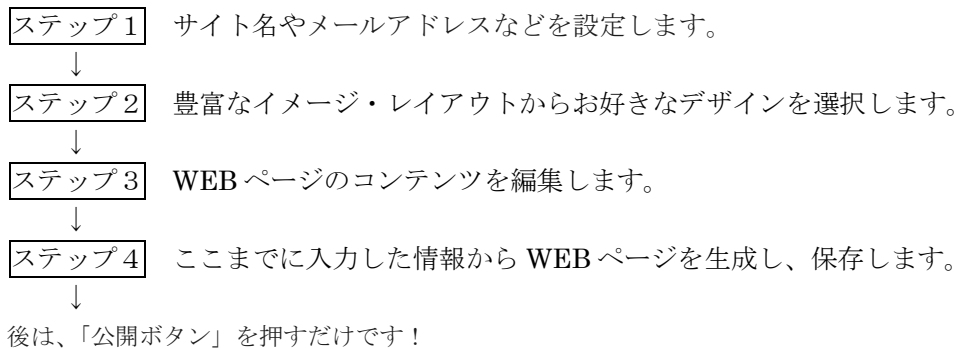 ステップ1　サイト名やメールアドレスなどを設定します。
↓
ステップ2　豊富なイメージ・レイアウトからお好きなデザインを選択します。
↓
ステップ3　WEB ページのコンテンツを編集します。
↓
ステップ4　ここまでに入力した情報から WEB ページを生成し、保存します。
↓
後は、「公開ボタン」を押すだけです！